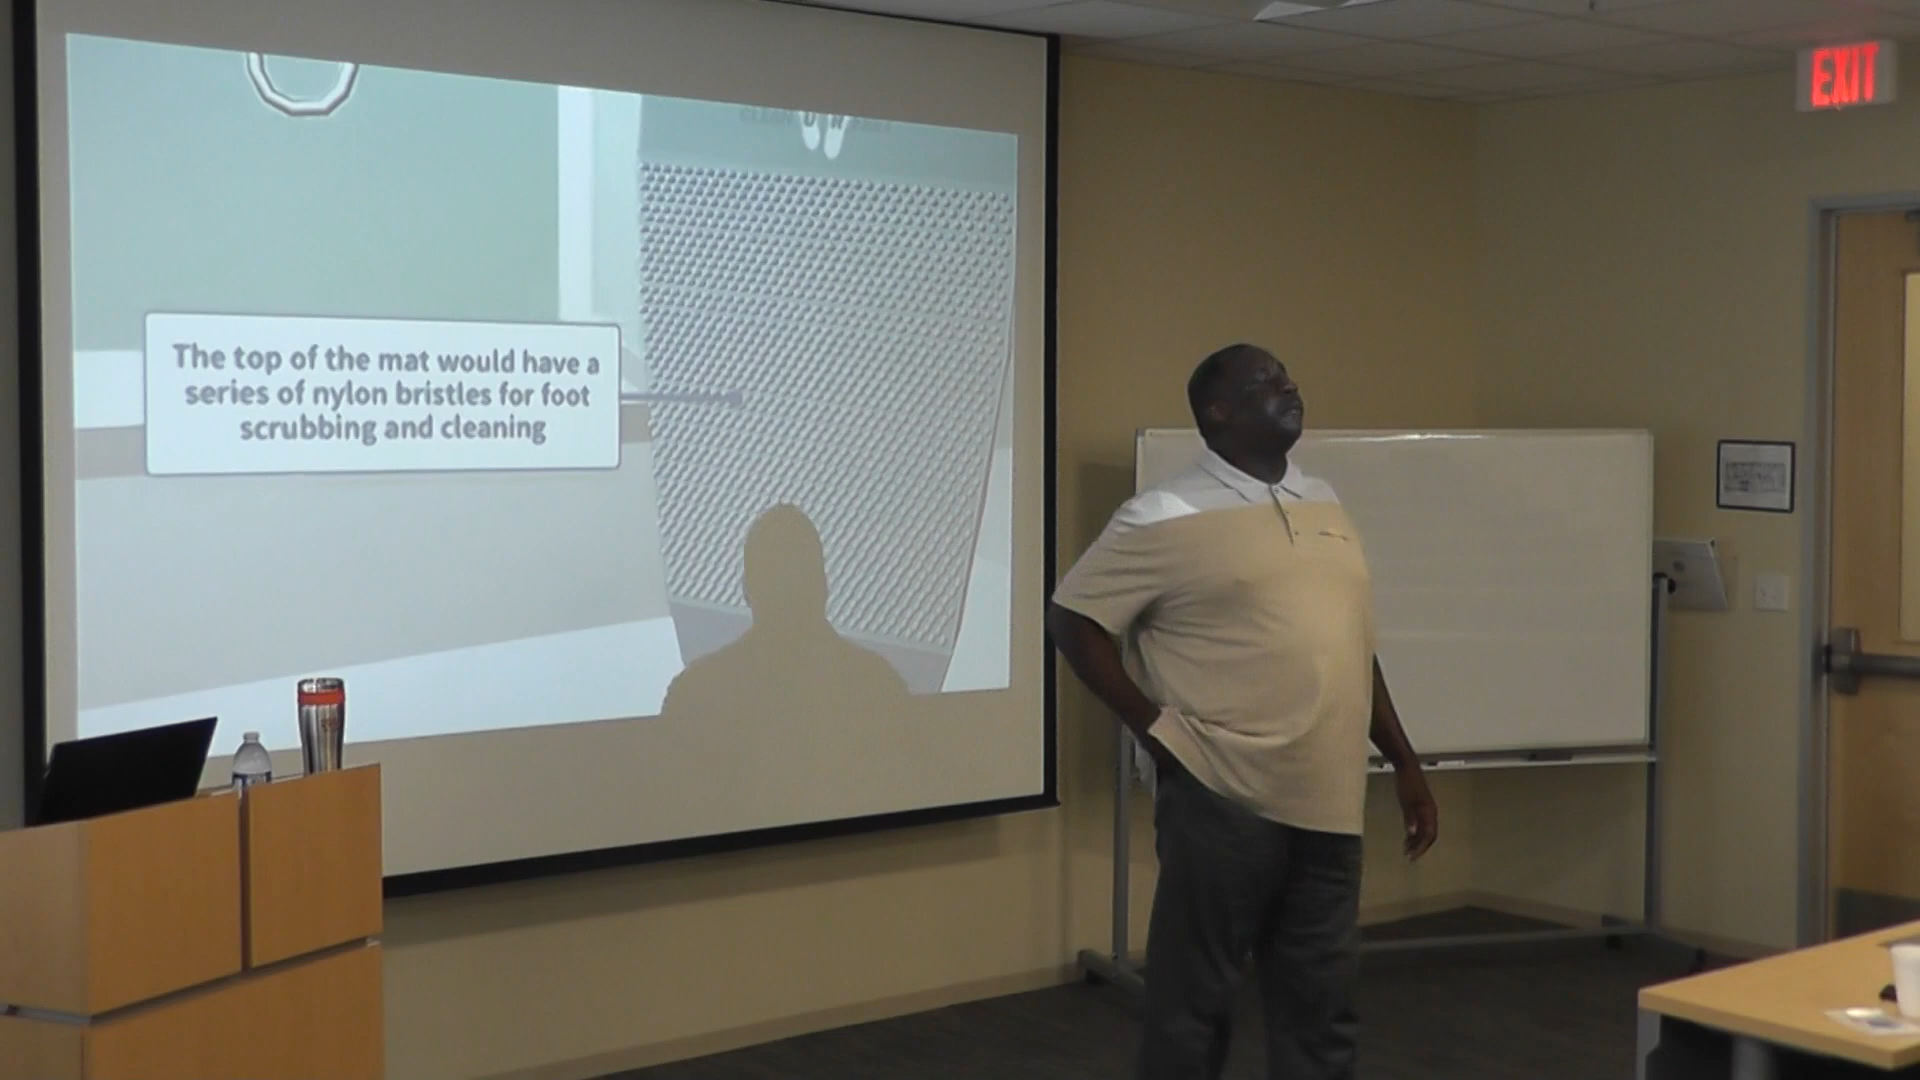 The top of the mat would have a
series of nylon bristles for foot
scrubbing and cleaning
EXIT